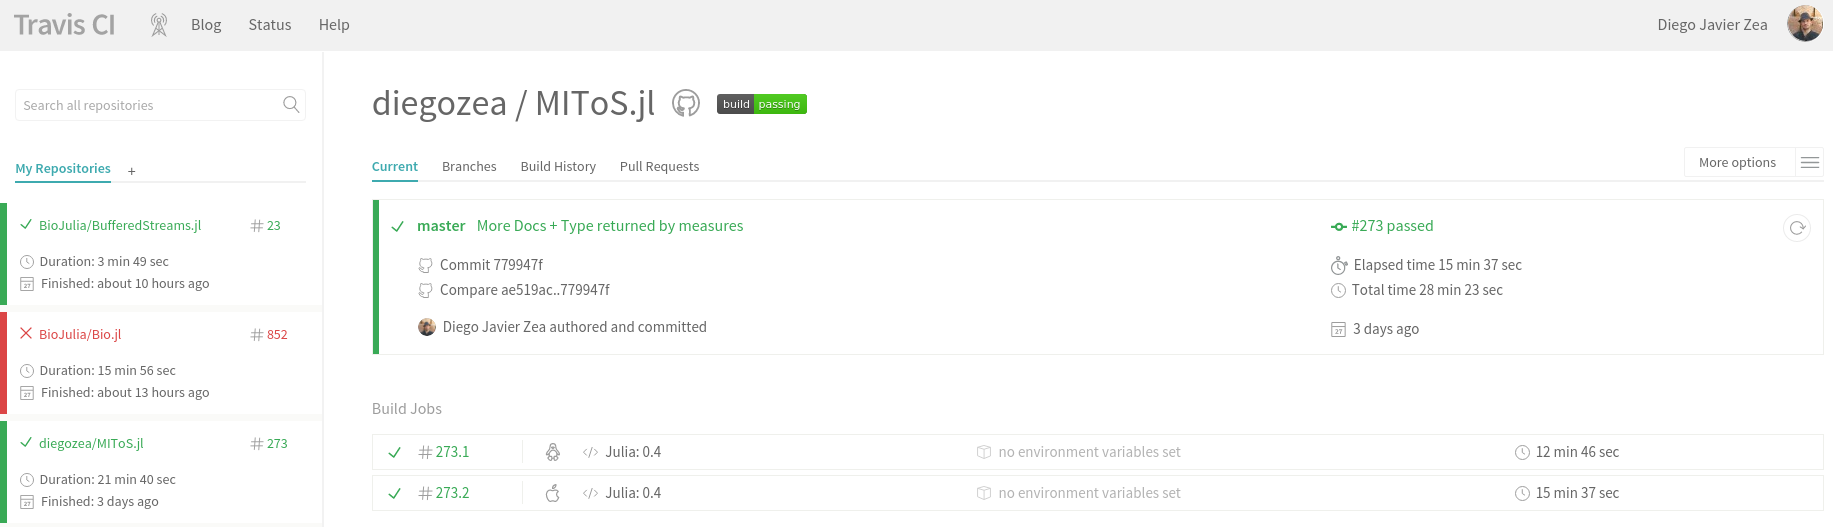 Travis CI Blog Status Help Diego Javier Zea
Search all repositories
My Repositories +
BioJulia/BufferedStreams.jl # 23
Duration: 3 min 49 sec
Finished: about 10 hours ago
BioJulia/Bio.jl # 852
Duration: 15 min 56 sec
Finished: about 13 hours ago
diegozea/MIToS.jl # 273
Duration: 21 min 40 sec
Finished: 3 days ago
diegozea / MIToS.jl build passing
Current Branches Build History Pull Requests More options
master More Docs + Type returned by measures #273 passed
Commit 779947f Elapsed time 15 min 37 sec
Compare ae519ac..779947f Total time 28 min 23 sec
Diego Javier Zea authored and committed 3 days ago
Build Jobs
# 273.1 </> Julia: 0.4 no environment variables set 12 min 46 sec
# 273.2 </> Julia: 0.4 no environment variables set 15 min 37 sec